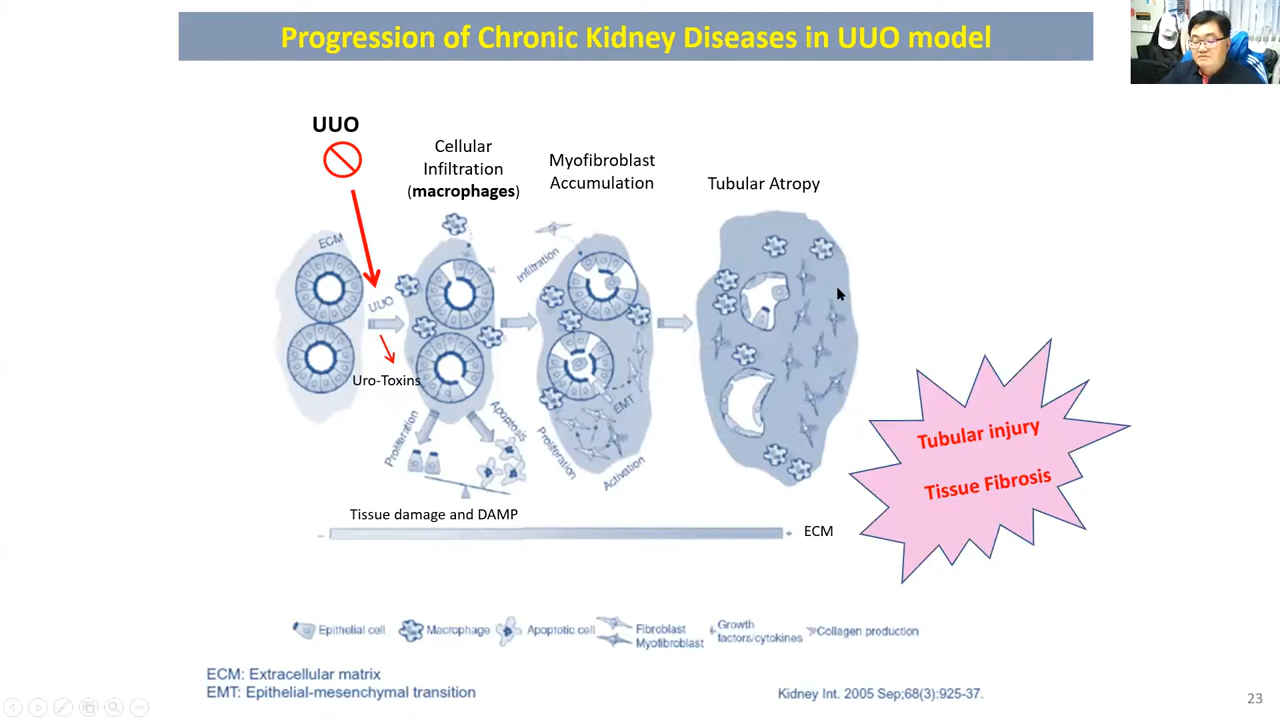 Progression of Chronic Kidney Diseases in UUO model
UUO
Cellular
Infiltration
(macrophages)
Myofibroblast
Accumulation
Tubular Atropy
ECM
UUO
Uro-Toxins
Infiltration
EMT
Proliferation
Apoptosis
Proliferation
Activation
Tubular injury
Tissue Fibrosis
Tissue damage and DAMP
- + ECM
Epithelial cell
Macrophage
Apoptotic cell
Fibroblast
Myofibroblast
Growth
factors/cytokines
Collagen production
ECM: Extracellular matrix
EMT: Epithelial-mesenchymal transition
Kidney Int. 2005 Sep;68(3):925-37.
23